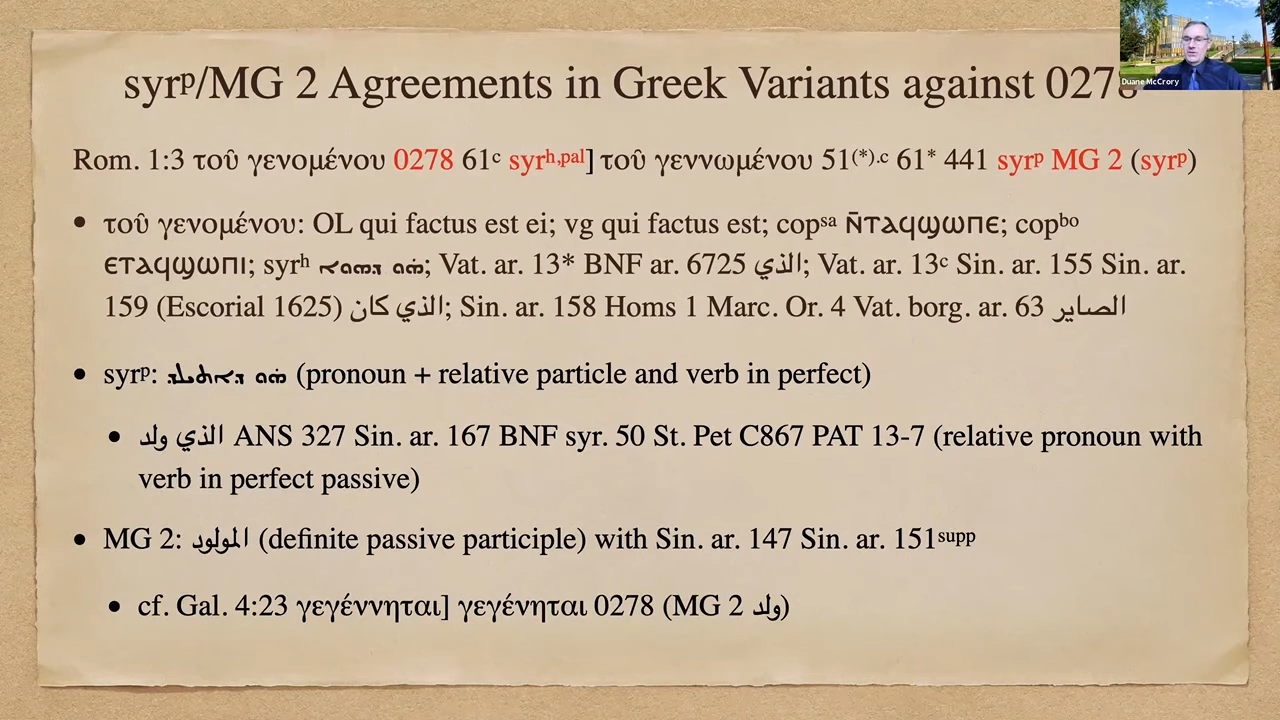 syrᵖ/MG 2 Agreements in Greek Variants against 0278
Duane McCrory
Rom. 1:3 τοῦ γενομένου 0278 61ᶜ syrʰ,ᵖᵃˡ] τοῦ γεννωμένου 51⁽*⁾·ᶜ 61* 441 syrᵖ MG 2 (syrᵖ)
• τοῦ γενομένου: OL qui factus est ei; vg qui factus est; copˢᵃ ⲛ̄ⲧⲁϥϣⲱⲡⲉ; copᵇᵒ
ⲉⲧⲁϥϣⲱⲡⲓ; syrʰ ܗ̇ܘ ܕܗܘܐ; Vat. ar. 13* BNF ar. 6725 الذي; Vat. ar. 13ᶜ Sin. ar. 155 Sin. ar.
159 (Escorial 1625) الذي كان; Sin. ar. 158 Homs 1 Marc. Or. 4 Vat. borg. ar. 63 الصاير
• syrᵖ: ܗ̇ܘ ܕܐܬܝܠܕ (pronoun + relative particle and verb in perfect)
• الذي ولد ANS 327 Sin. ar. 167 BNF syr. 50 St. Pet C867 PAT 13-7 (relative pronoun with
verb in perfect passive)
• MG 2: المولود (definite passive participle) with Sin. ar. 147 Sin. ar. 151ˢᵘᵖᵖ
• cf. Gal. 4:23 γεγέννηται] γεγένηται 0278 (MG 2 ولد)